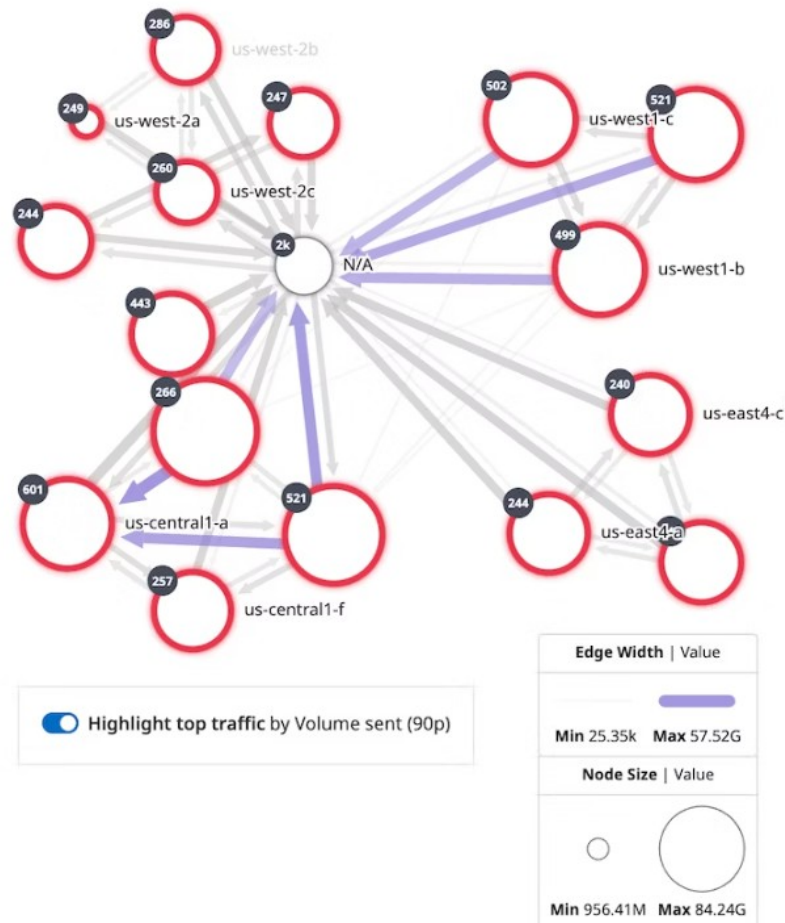 286
us-west-2b
249
us-west-2a
247
260
us-west-2c
244
2k
N/A
502
us-west1-c
521
499
us-west1-b
443
266
601
us-central1-a
521
257
us-central1-f
240
us-east4-c
244
us-east4-a
Highlight top traffic by Volume sent (90p)
Edge Width | Value
Min 25.35k Max 57.52G
Node Size | Value
Min 956.41M Max 84.24G